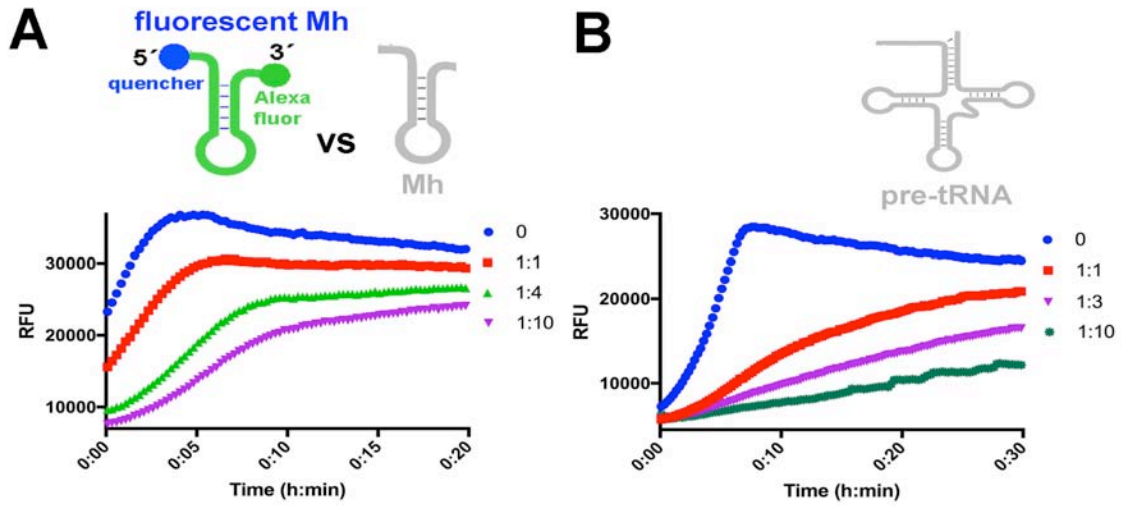 A
fluorescent Mh
5´
3´
quencher
Alexa
fluor
vs
Mh
RFU
30000
20000
10000
0:00
0:05
0:10
0:15
0:20
Time (h:min)
0
1:1
1:4
1:10
B
pre-tRNA
RFU
30000
20000
10000
0:00
0:10
0:20
0:30
Time (h:min)
0
1:1
1:3
1:10